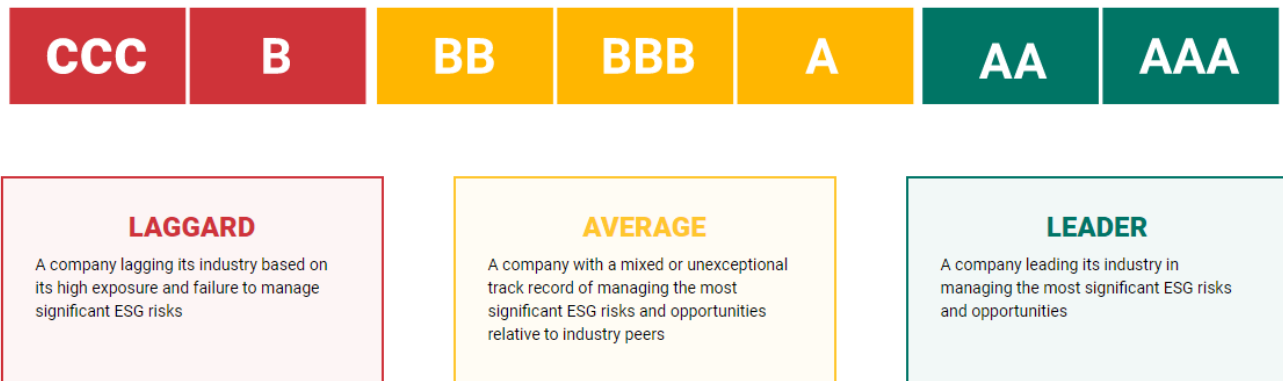 CCC B BB BBB A AA AAA
LAGGARD
A company lagging its industry based on
its high exposure and failure to manage
significant ESG risks
AVERAGE
A company with a mixed or unexceptional
track record of managing the most
significant ESG risks and opportunities
relative to industry peers
LEADER
A company leading its industry in
managing the most significant ESG risks
and opportunities